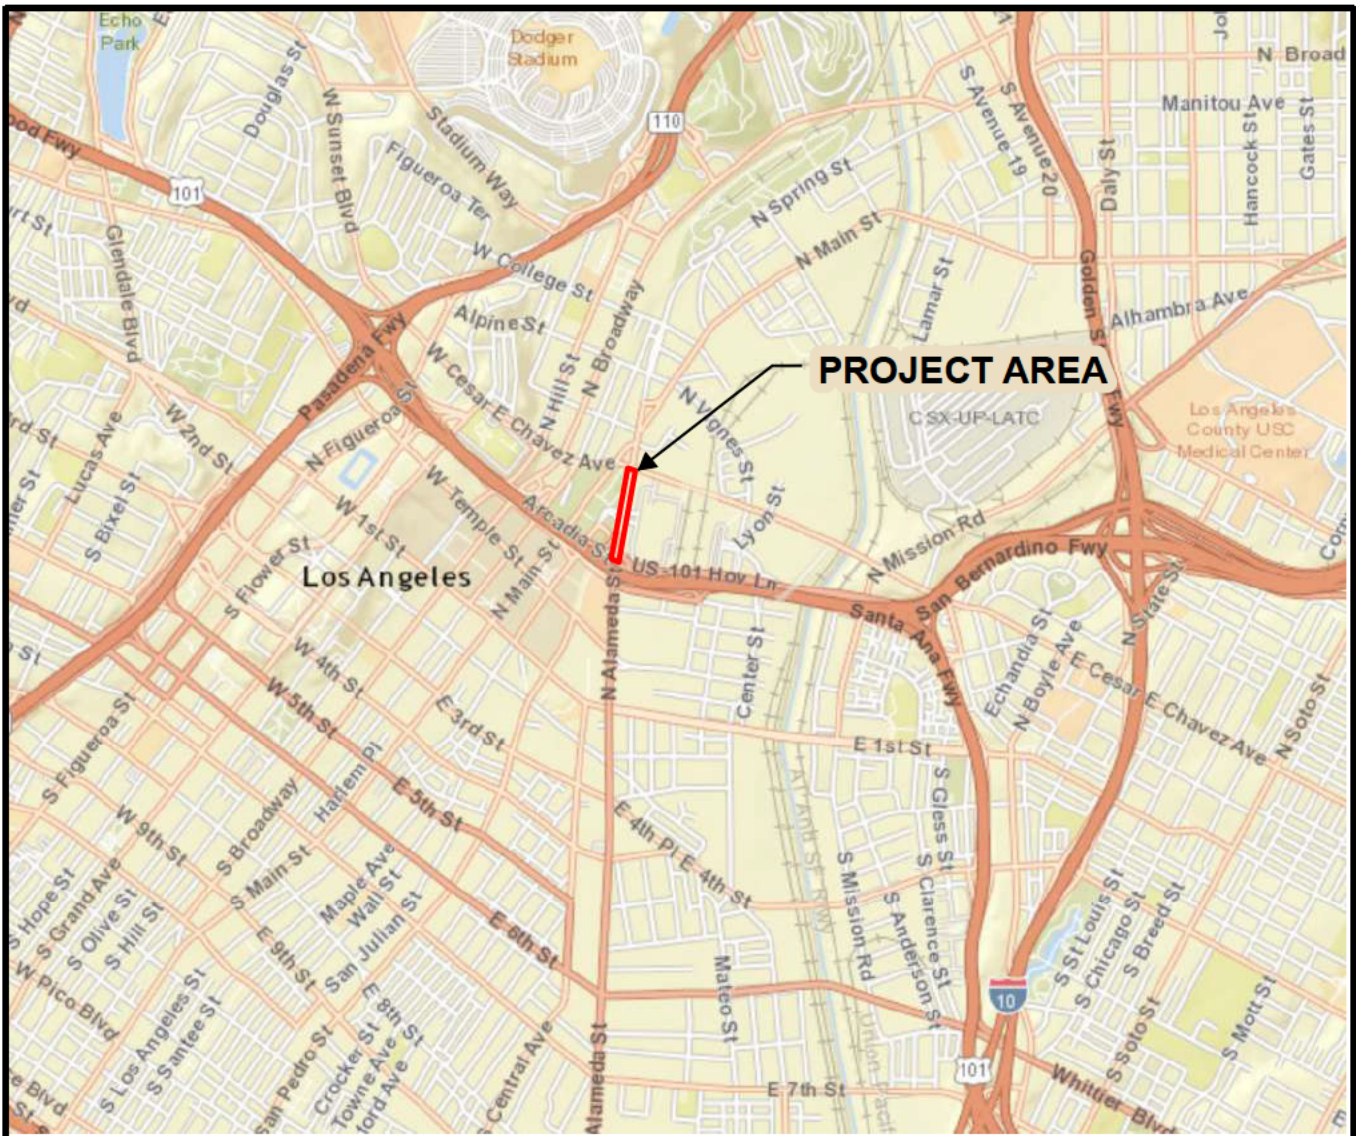 Echo
Park
Dodger
Stadium
Douglas St
W Sunset Blvd
Stadium Way
Figueroa Ter
110
S Avenue 19
S Avenue 20
N Broad
Manitou Ave
Hancock St
Gates St
Daly St
ood Fwy
101
N Spring St
N Main St
W College St
Alpine St
Glendale Blvd
Lamar St
Golden S
Fwy
Alhambra Ave
Pasadena Fwy
W Cesar E Chavez Ave
N Hill St
N Broadway
PROJECT AREA
N Vignes St
CSX-UP-LATC
Los Angeles
County USC
Medical Center
W 2nd St
Lucas Ave
S Bixel St
N Figueroa St
W Temple St
W 1st St
Arcadia St
Lyon St
N Mission Rd
San Bernardino Fwy
US-101 Hov Ln
Los Angeles
S Flower St
N Main St
N Alameda St
Santa Ana Fwy
Center St
Echandia St
N Boyle Ave
N State St
E Cesar E Chavez Ave
N Soto St
W 4th St
W 5th St
E 3rd St
E 1st St
S Figueroa St
Harlem Pl
E 5th St
S Broadway
W 9th St
S Main St
E 4th Pl
E 4th St
S Gless St
S Clarence St
S Mission Rd
S Anderson St
Maple Ave
Wall St
San Julian St
S Hope St
S Grand Ave
S Olive St
S Hill St
E 9th St
E 6th St
S St Louis St
S Chicago St
S Breed St
W Pico Blvd
S Los Angeles St
S Santee St
E 8th St
Mateo St
10
S Soto St
S Mott St
San Pedro St
Crocker St
Towne Ave
ford Ave
S Central Ave
Alameda St
E 7th St
101
Whittier Blvd
Union Pacif